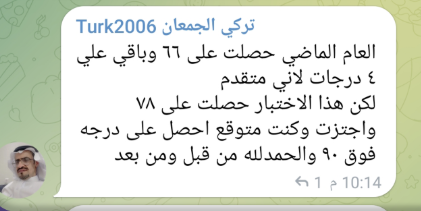 تركي الجمعان Turk2006
العام الماضي حصلت على ٦٦ وباقي علي
٤ درجات لاني متقدم
لكن هذا الاختبار حصلت على ٧٨
واجتزت وكنت متوقع احصل على درجه
فوق ٩٠ والحمدلله من قبل ومن بعد
10:14 م 1